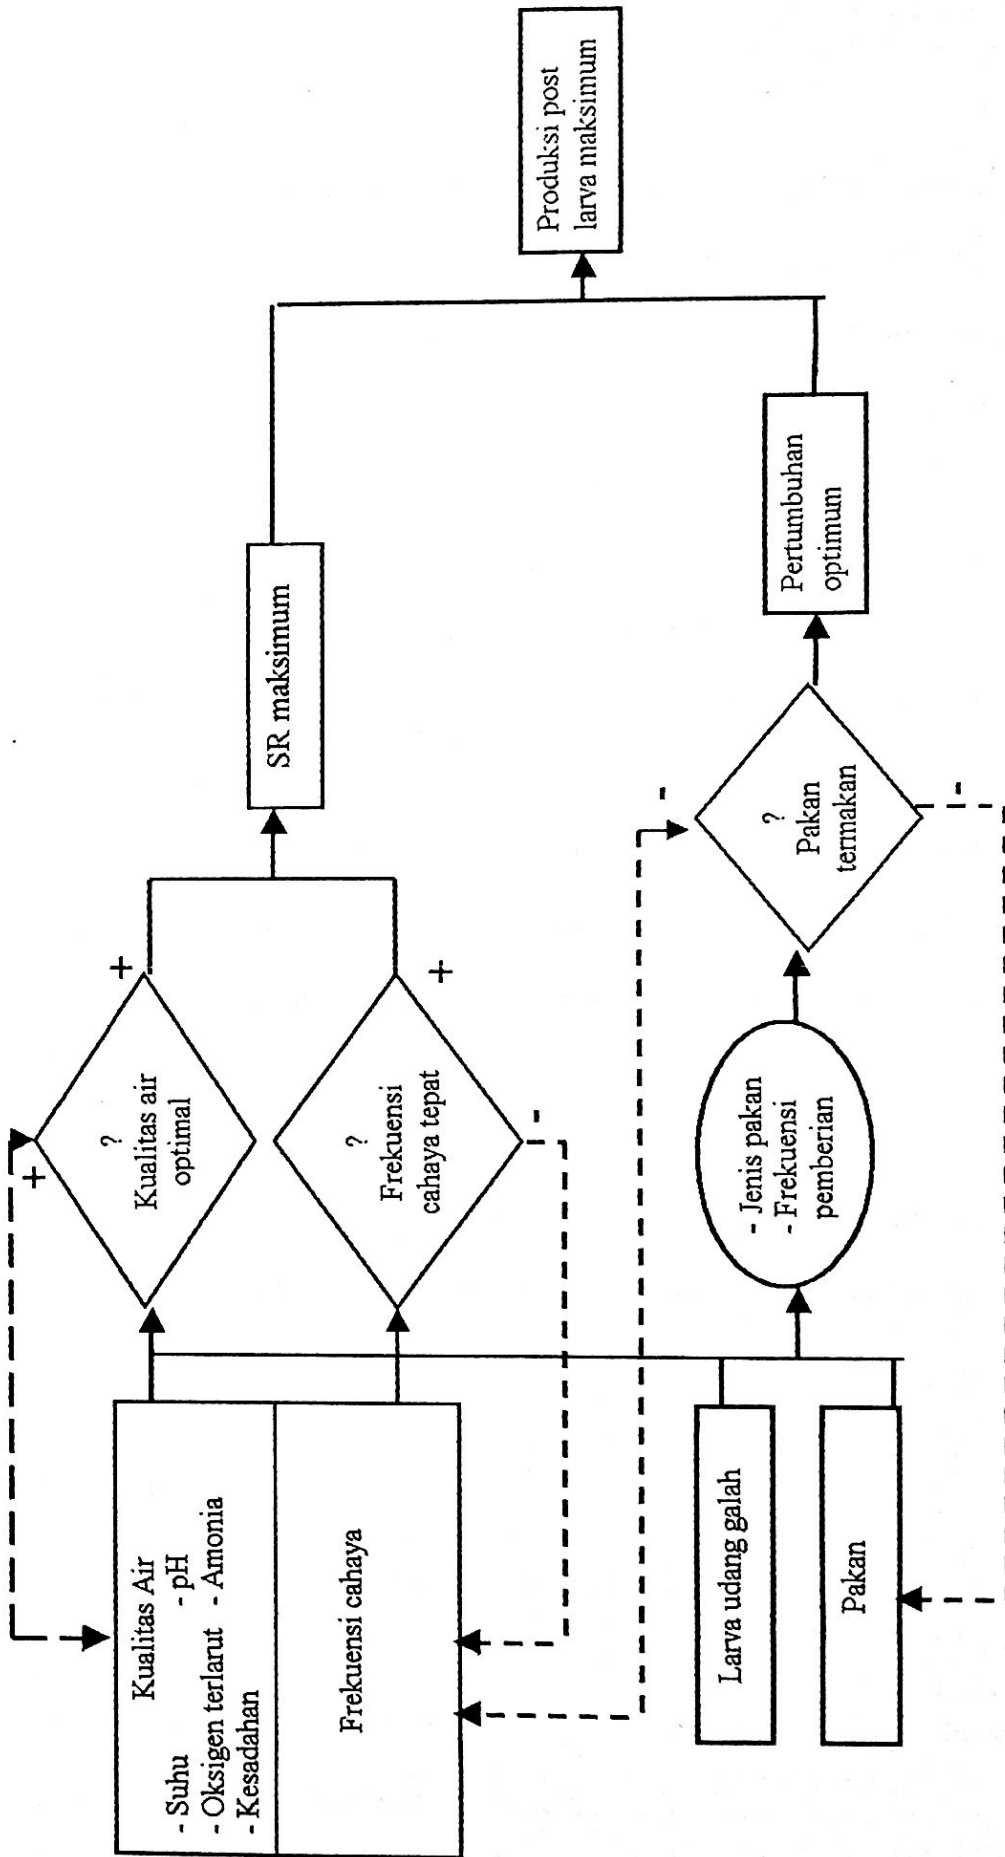 Kualitas Air
- Suhu - pH
- Oksigen terlarut - Amonia
- Kesadahan
Frekuensi cahaya
Larva udang galah
Pakan
+
?
Kualitas air
optimal
+
?
Frekuensi
cahaya tepat
+
-
- Jenis pakan
- Frekuensi
pemberian
-
?
Pakan
termakan
-
SR maksimum
Pertumbuhan
optimum
Produksi post
larva maksimum